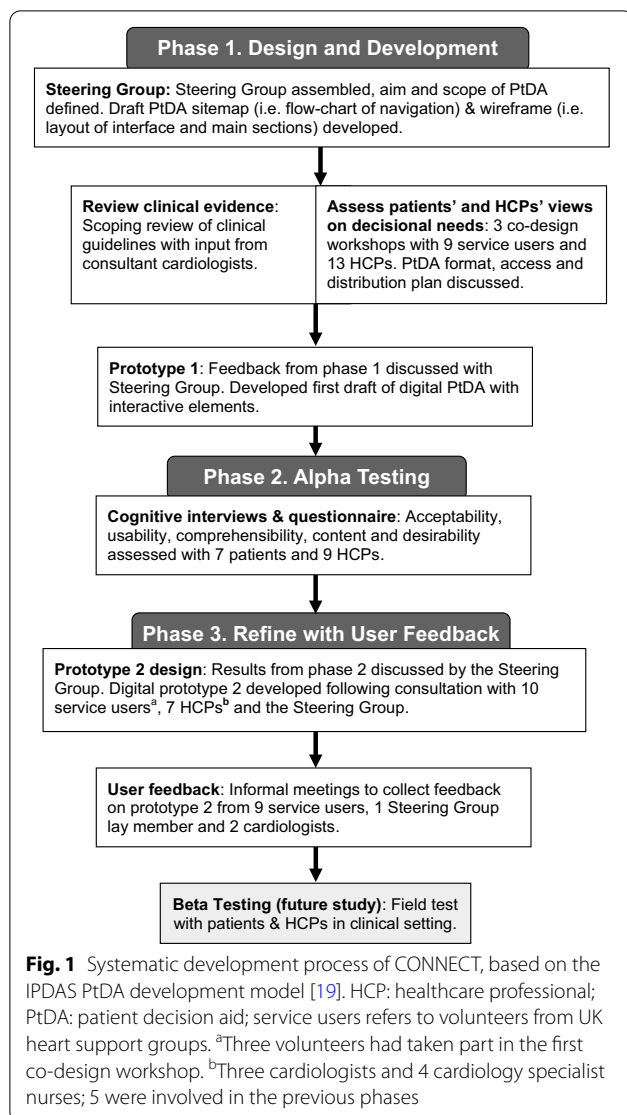 Phase 1. Design and Development
Steering Group: Steering Group assembled, aim and scope of PtDA
defined. Draft PtDA sitemap (i.e. flow-chart of navigation) & wireframe (i.e.
layout of interface and main sections) developed.
Review clinical evidence:
Scoping review of clinical
guidelines with input from
consultant cardiologists.
Assess patients' and HCPs' views
on decisional needs: 3 co-design
workshops with 9 service users and
13 HCPs. PtDA format, access and
distribution plan discussed.
Prototype 1: Feedback from phase 1 discussed with
Steering Group. Developed first draft of digital PtDA with
interactive elements.
Phase 2. Alpha Testing
Cognitive interviews & questionnaire: Acceptability,
usability, comprehensibility, content and desirability
assessed with 7 patients and 9 HCPs.
Phase 3. Refine with User Feedback
Prototype 2 design: Results from phase 2 discussed by the Steering
Group. Digital prototype 2 developed following consultation with 10
service usersᵃ, 7 HCPsᵇ and the Steering Group.
User feedback: Informal meetings to collect feedback
on prototype 2 from 9 service users, 1 Steering Group
lay member and 2 cardiologists.
Beta Testing (future study): Field test
with patients & HCPs in clinical setting.
Fig. 1 Systematic development process of CONNECT, based on the
IPDAS PtDA development model [19]. HCP: healthcare professional;
PtDA: patient decision aid; service users refers to volunteers from UK
heart support groups. ᵃThree volunteers had taken part in the first
co-design workshop. ᵇThree cardiologists and 4 cardiology specialist
nurses; 5 were involved in the previous phases